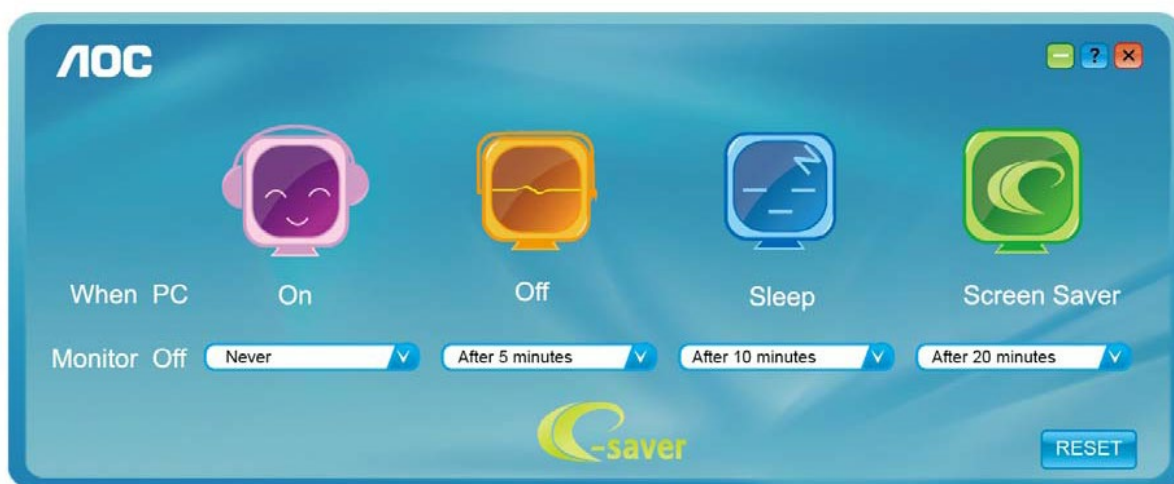 AOC
?
When PC On Off Sleep Screen Saver
Monitor Off Never After 5 minutes After 10 minutes After 20 minutes
e-saver
RESET